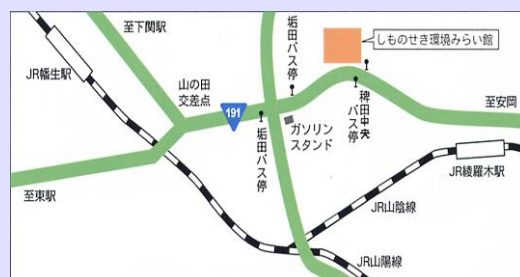 至下関駅
JR幡生駅
山の田
交差点
191
垢田バス停
垢田バス停
しものせき環境みらい館
稗田中央
バス停
ガソリン
スタンド
至安岡
JR綾羅木駅
至東駅
JR山陰線
JR山陽線